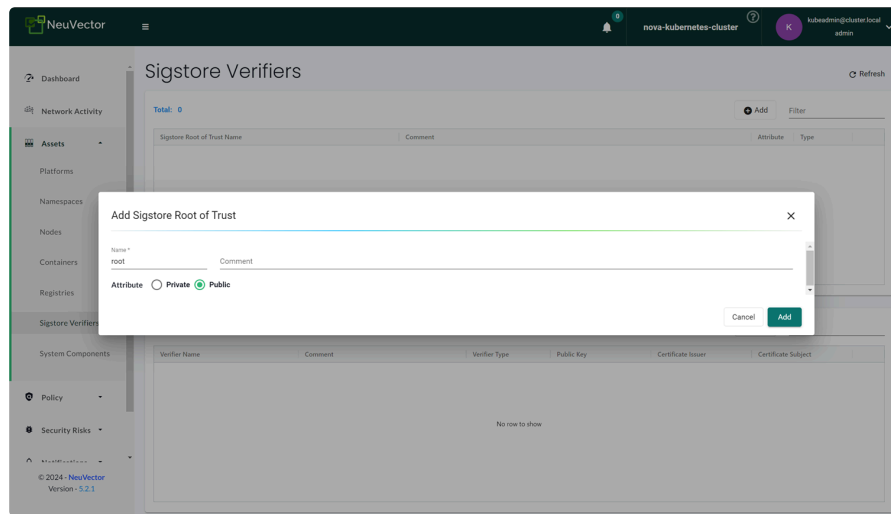 NeuVector
0
nova-kubernetes-cluster
?
K
kubeadmin@cluster.local
admin
Dashboard
Network Activity
Assets
Platforms
Namespaces
Nodes
Containers
Registries
Sigstore Verifiers
System Components
Policy
Security Risks
Notifications
© 2024 - NeuVector
Version - 5.2.1
Sigstore Verifiers
Refresh
Total: 0
Add
Filter
Sigstore Root of Trust Name Comment Attribute Type
Add Sigstore Root of Trust
Name *
root
Comment
Attribute Private Public
Cancel Add
Verifier Name Comment Verifier Type Public Key Certificate Issuer Certificate Subject
No row to show